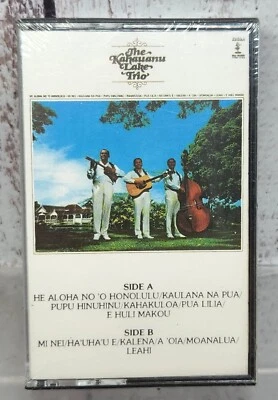 The
Kahauanu
Lake
Trio
SIDE A
HE ALOHA NO 'O HONOLULU/KAULANA NA PUA/
PUPU HINUHINU/KAHAKULOA/PUA LILIA/
E HULI MAKOU
SIDE B
MI NEI/HA'UHA'U E/KALENA/A 'OIA/MOANALUA/
LEAHI